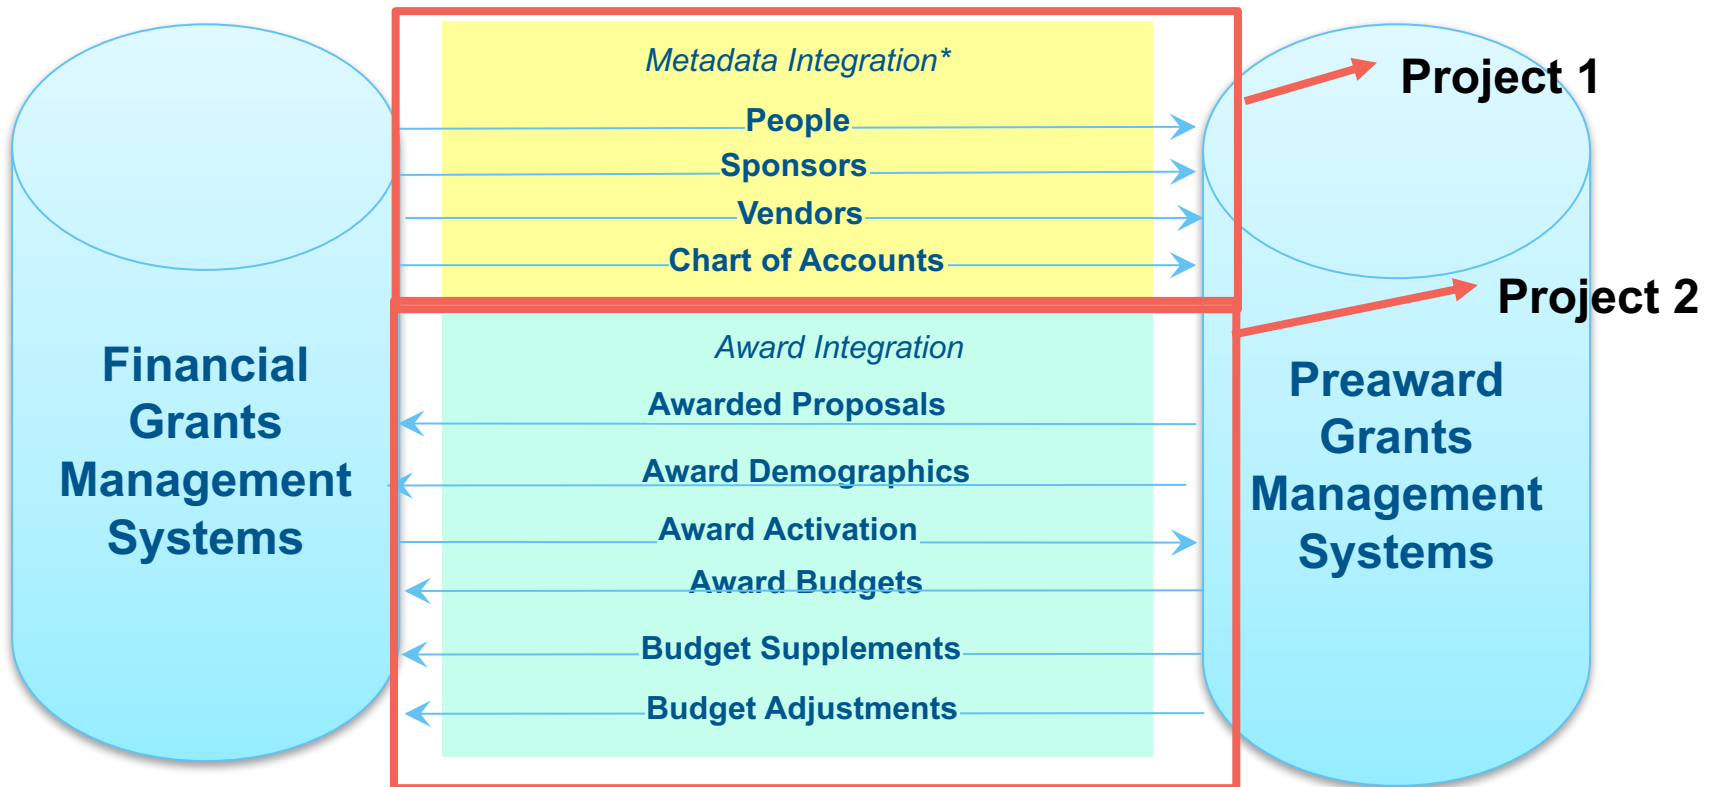 Metadata Integration*
People
Sponsors
Vendors
Chart of Accounts
Project 1
Project 2
Award Integration
Awarded Proposals
Award Demographics
Award Activation
Award Budgets
Budget Supplements
Budget Adjustments
Financial
Grants
Management
Systems
Preaward
Grants
Management
Systems